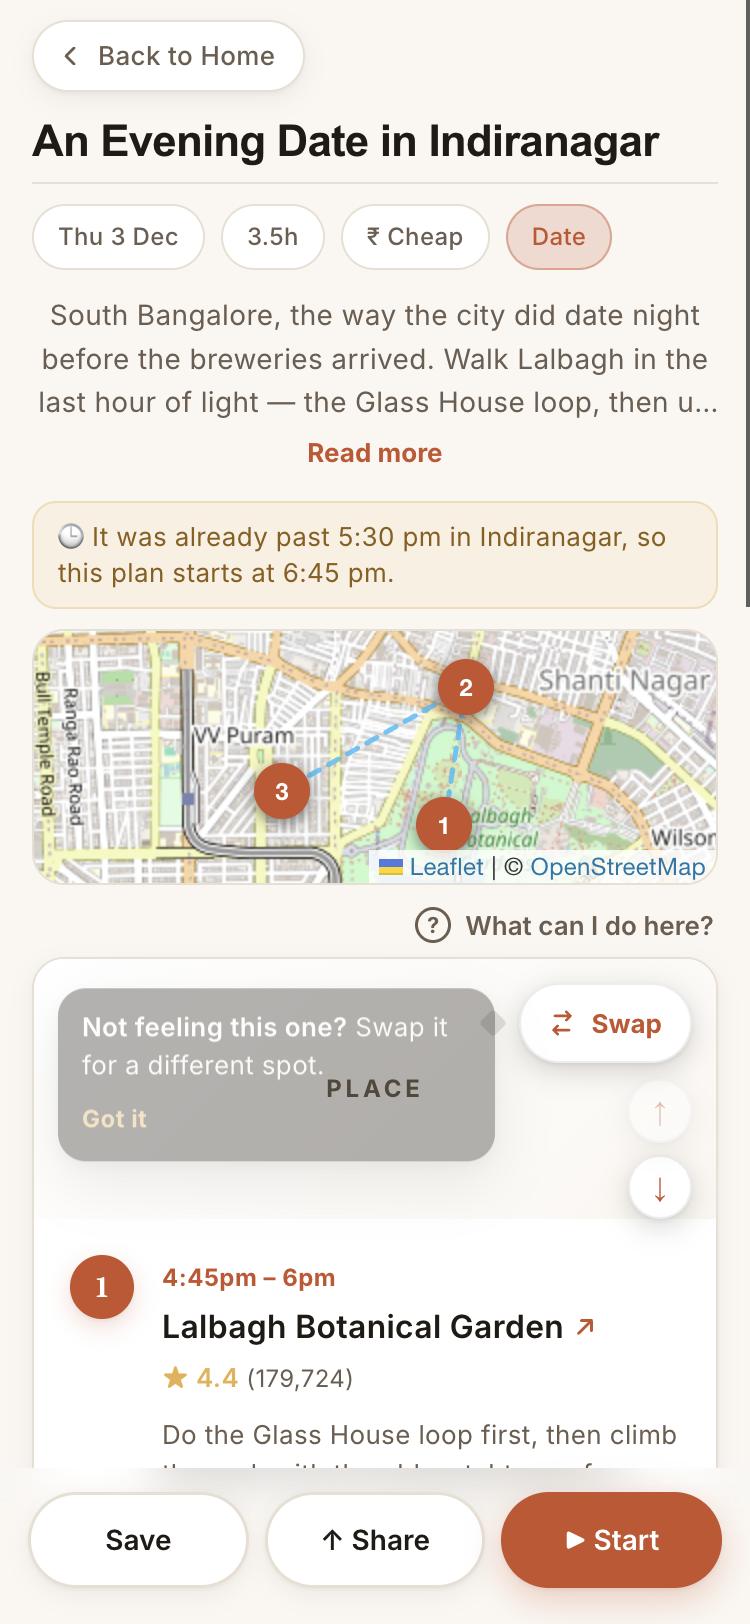 Back to Home
An Evening Date in Indiranagar
Thu 3 Dec
3.5h
₹ Cheap
Date
South Bangalore, the way the city did date night
before the breweries arrived. Walk Lalbagh in the
last hour of light — the Glass House loop, then u...
Read more
🕒 It was already past 5:30 pm in Indiranagar, so
this plan starts at 6:45 pm.
Bull Temple Road
Ranga Rao Road
VV Puram
Shanti Nagar
2
3
1
albagh
otanical
Wilson
Leaflet | © OpenStreetMap
? What can I do here?
Not feeling this one? Swap it
for a different spot.
Got it
PLACE
Swap
↑
↓
1
4:45pm – 6pm
Lalbagh Botanical Garden ↗
★ 4.4 (179,724)
Do the Glass House loop first, then climb
Save
↑ Share
▶ Start